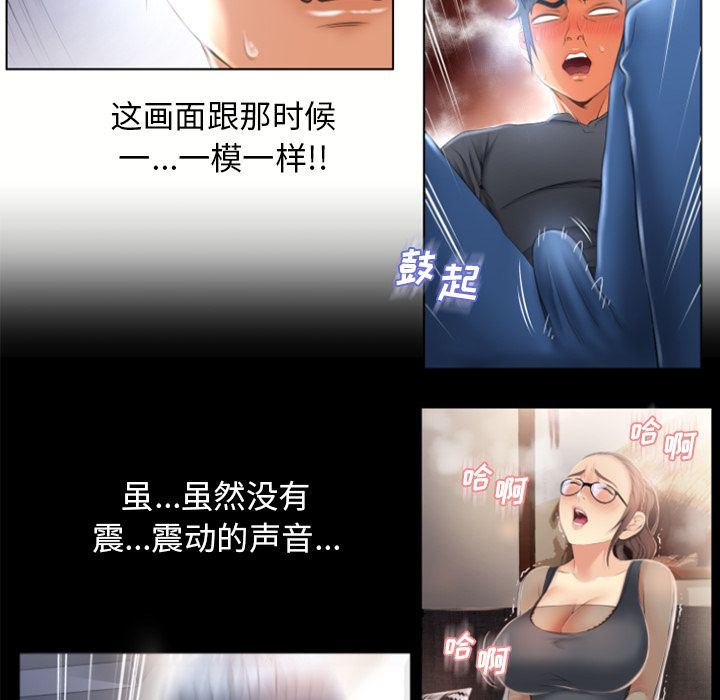 这画面跟那时候
一...一模一样!!
鼓起
哈啊
哈啊
虽...虽然没有
震...震动的声音...
哈啊